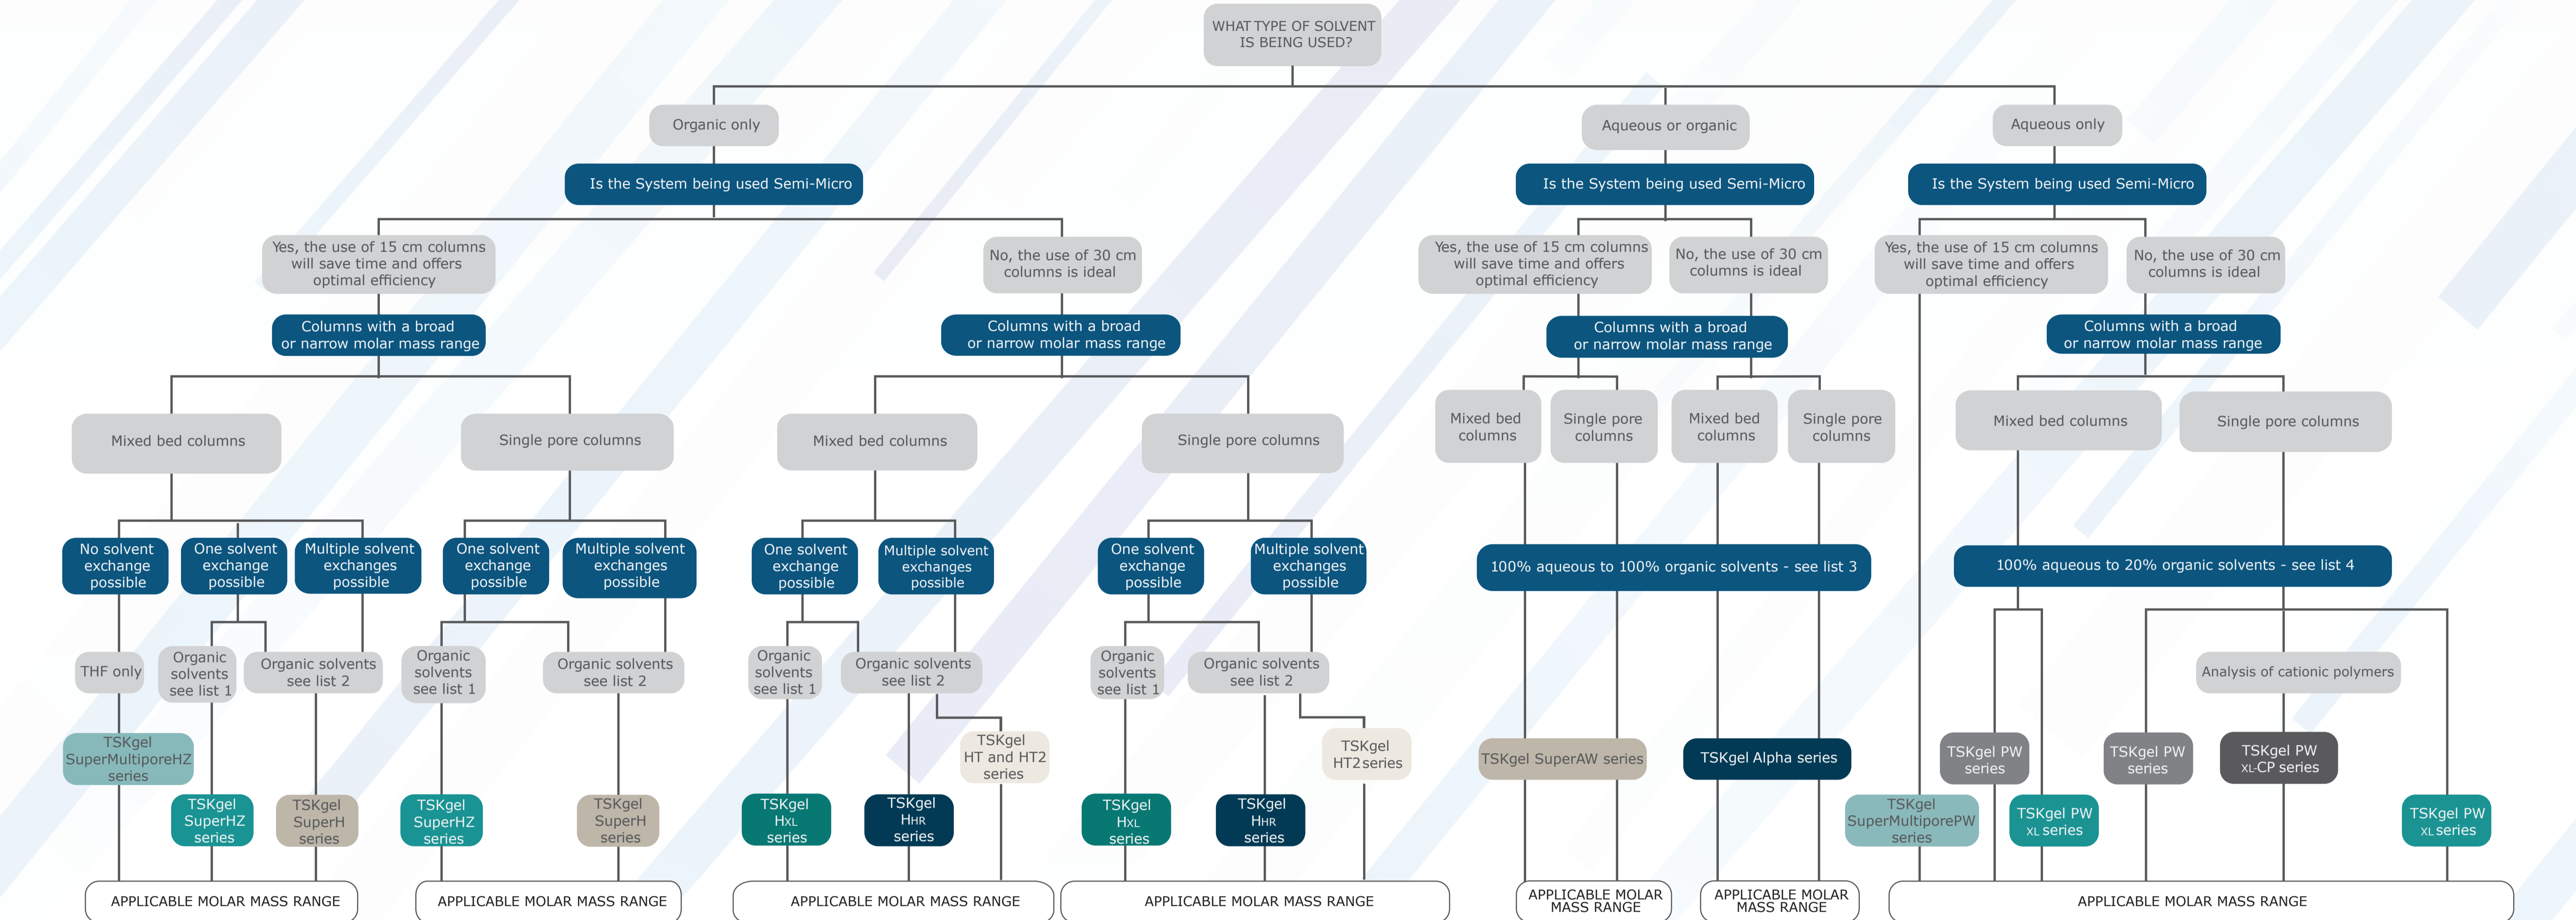 WHAT TYPE OF SOLVENT
IS BEING USED?
Organic only
Aqueous or organic
Aqueous only
Is the System being used Semi-Micro
Is the System being used Semi-Micro
Is the System being used Semi-Micro
Yes, the use of 15 cm columns
will save time and offers
optimal efficiency
No, the use of 30 cm
columns is ideal
Yes, the use of 15 cm columns
will save time and offers
optimal efficiency
No, the use of 30 cm
columns is ideal
Yes, the use of 15 cm columns
will save time and offers
optimal efficiency
No, the use of 30 cm
columns is ideal
Columns with a broad
or narrow molar mass range
Columns with a broad
or narrow molar mass range
Columns with a broad
or narrow molar mass range
Columns with a broad
or narrow molar mass range
Mixed bed columns
Single pore columns
Mixed bed columns
Single pore columns
Mixed bed
columns
Single pore
columns
Mixed bed
columns
Single pore
columns
Mixed bed columns
Single pore columns
No solvent
exchange
possible
One solvent
exchange
possible
Multiple solvent
exchanges
possible
One solvent
exchange
possible
Multiple solvent
exchanges
possible
One solvent
exchange
possible
Multiple solvent
exchanges
possible
One solvent
exchange
possible
Multiple solvent
exchanges
possible
100% aqueous to 100% organic solvents - see list 3
100% aqueous to 20% organic solvents - see list 4
THF only
Organic
solvents
see list 1
Organic solvents
see list 2
Organic
solvents
see list 1
Organic solvents
see list 2
Organic
solvents
see list 1
Organic solvents
see list 2
Organic
solvents
see list 1
Organic solvents
see list 2
Analysis of cationic polymers
TSKgel
SuperMultiporeHZ
series
TSKgel
HT and HT2
series
TSKgel
HT2 series
TSKgel SuperAW series
TSKgel Alpha series
TSKgel PW
series
TSKgel PW
series
TSKgel PW
XL-CP series
TSKgel
SuperHZ
series
TSKgel
SuperH
series
TSKgel
SuperHZ
series
TSKgel
SuperH
series
TSKgel
HXL
series
TSKgel
HHR
series
TSKgel
HXL
series
TSKgel
HHR
series
TSKgel
SuperMultiporePW
series
TSKgel PW
XL series
TSKgel PW
XL series
APPLICABLE MOLAR MASS RANGE
APPLICABLE MOLAR MASS RANGE
APPLICABLE MOLAR MASS RANGE
APPLICABLE MOLAR MASS RANGE
APPLICABLE MOLAR
MASS RANGE
APPLICABLE MOLAR
MASS RANGE
APPLICABLE MOLAR MASS RANGE